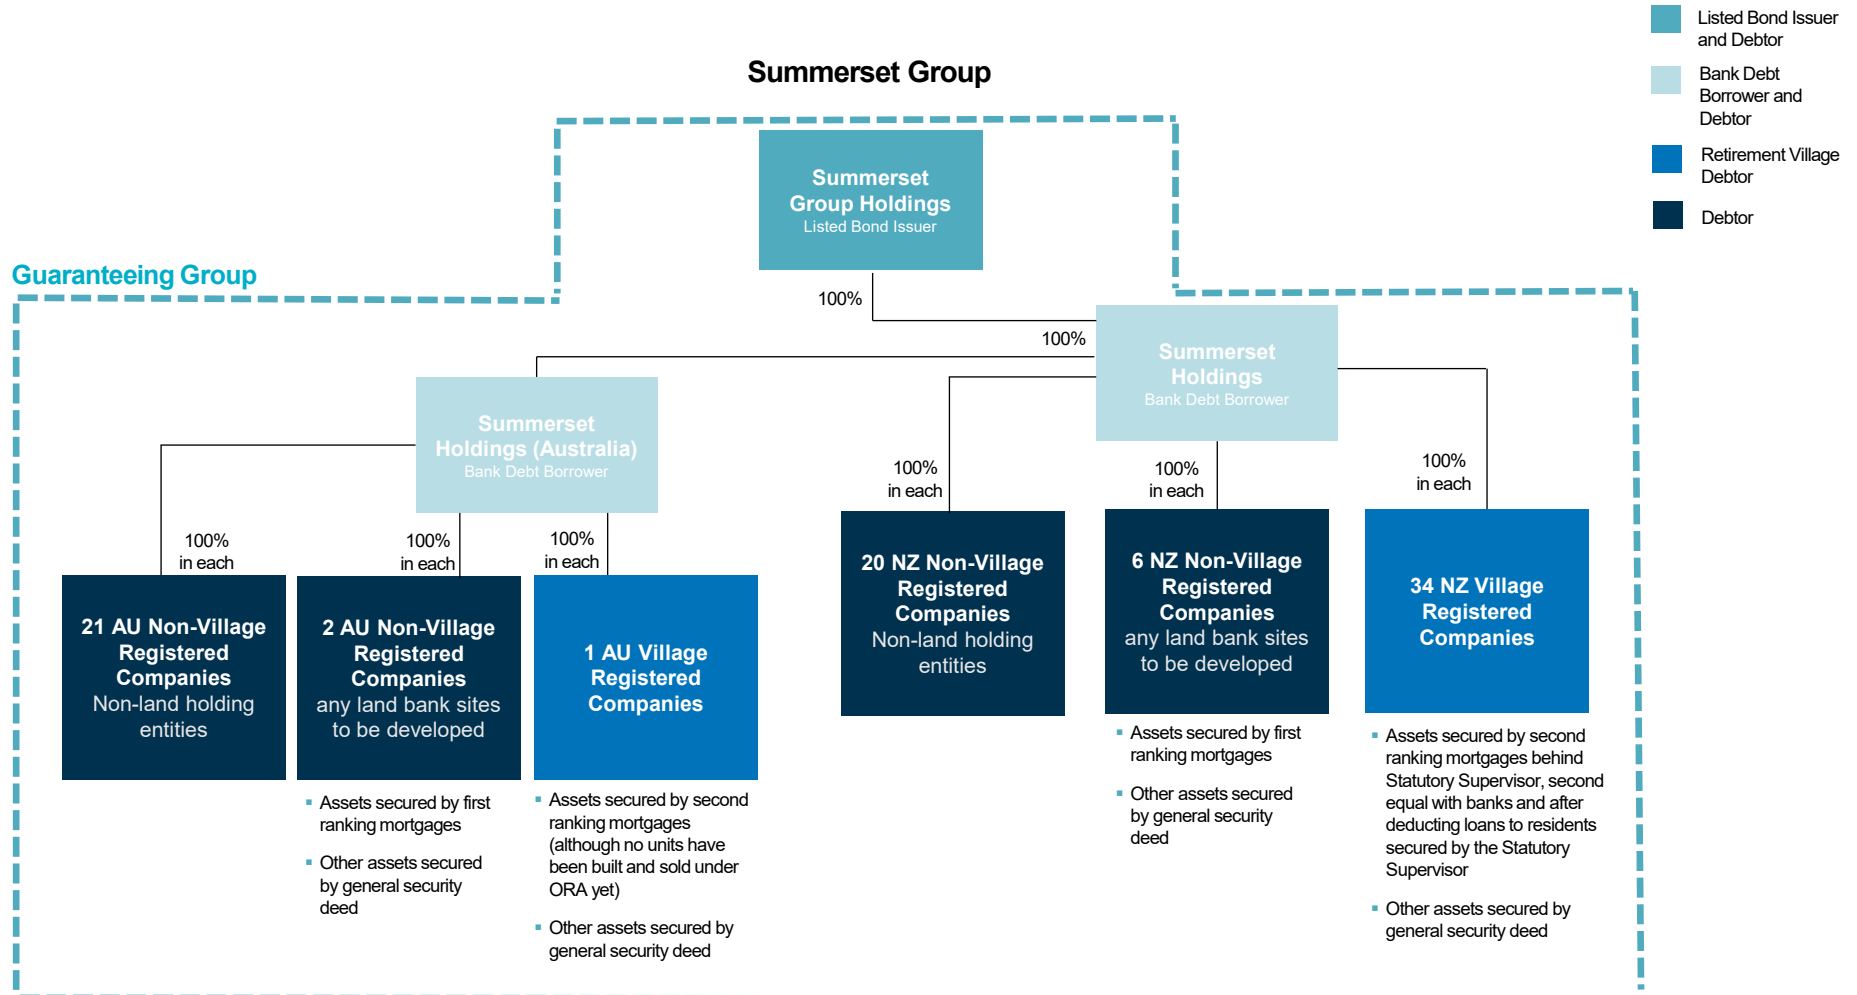 Listed Bond Issuer
and Debtor
Bank Debt
Borrower and
Debtor
Retirement Village
Debtor
Debtor
Summerset Group
Summerset
Group Holdings
Listed Bond Issuer
Guaranteeing Group
100%
100%
Summerset
Holdings
Bank Debt Borrower
Summerset
Holdings (Australia)
Bank Debt Borrower
100%
in each
100%
in each
100%
in each
100%
in each
100%
in each
100%
in each
21 AU Non-Village
Registered
Companies
Non-land holding
entities
2 AU Non-Village
Registered
Companies
any land bank sites
to be developed
1 AU Village
Registered
Companies
20 NZ Non-Village
Registered
Companies
Non-land holding
entities
6 NZ Non-Village
Registered
Companies
any land bank sites
to be developed
34 NZ Village
Registered
Companies
▪ Assets secured by first
ranking mortgages
▪ Other assets secured
by general security
deed
▪ Assets secured by second
ranking mortgages
(although no units have
been built and sold under
ORA yet)
▪ Other assets secured by
general security deed
▪ Assets secured by first
ranking mortgages
▪ Other assets secured
by general security
deed
▪ Assets secured by second
ranking mortgages behind
Statutory Supervisor, second
equal with banks and after
deducting loans to residents
secured by the Statutory
Supervisor
▪ Other assets secured by
general security deed